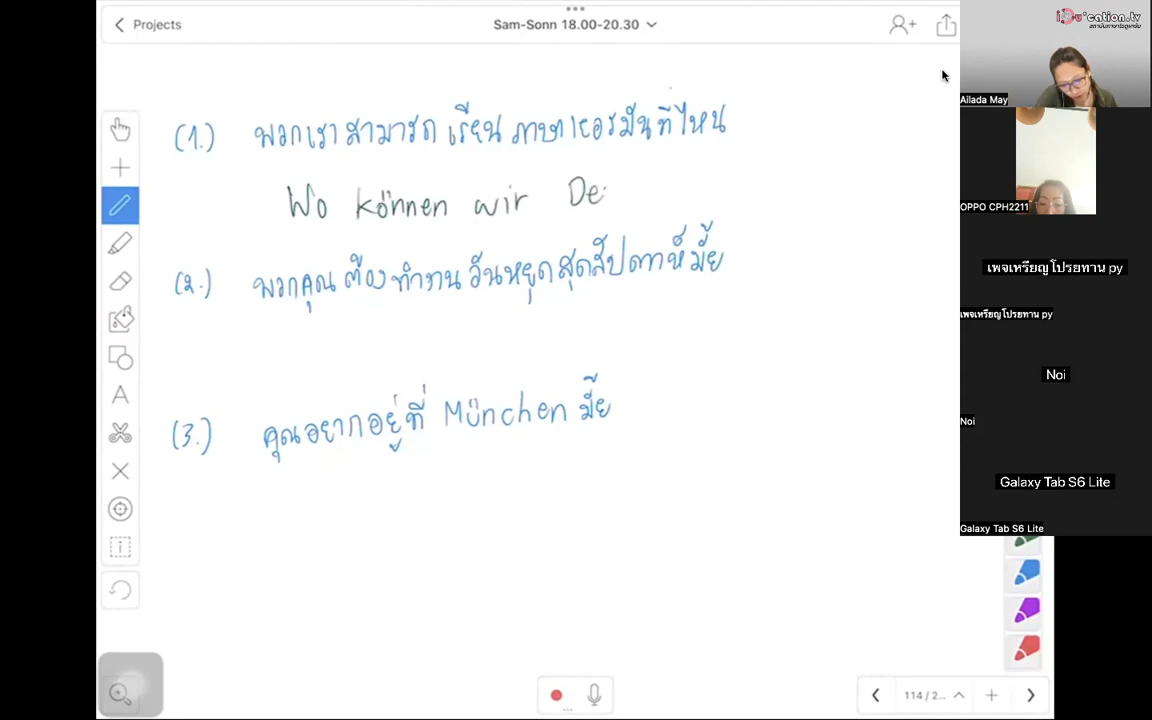 Projects
Sam-Sonn 18.00-20.30
iDu'cation.tv
(1.) พวกเราสามารถ เรียน ภาษาเยอรมันที่ไหน
Wo können wir De
(2.) พวกคุณ ต้องทำงาน วันหยุดสุดสัปดาห์มั้ย
(3.) คุณอยากอยู่ที่ München มั้ย
Ailada May
OPPO CPH2211
เพจเหรียญโปรยทาน py
เพจเหรียญโปรยทาน py
Noi
Noi
Galaxy Tab S6 Lite
Galaxy Tab S6 Lite
114/2...